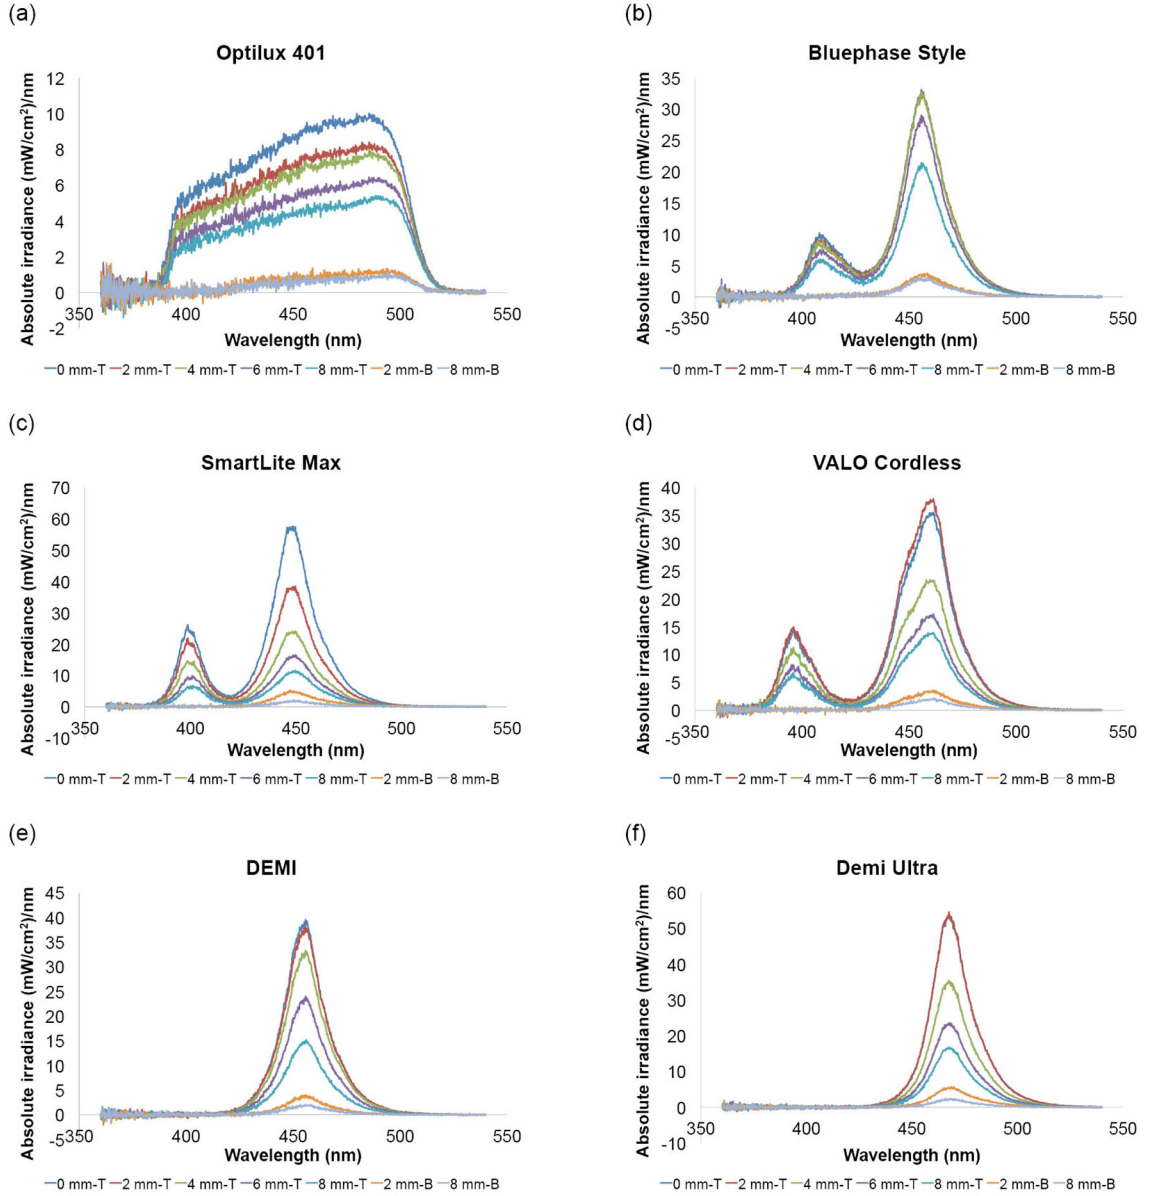 (a)
Optilux 401
Absolute irradiance (mW/cm²)/nm
12
10
8
6
4
2
0
-2
350 400 450 500 550
Wavelength (nm)
0 mm-T 2 mm-T 4 mm-T 6 mm-T 8 mm-T 2 mm-B 8 mm-B
(b)
Bluephase Style
Absolute irradiance (mW/cm²)/nm
35
30
25
20
15
10
5
0
-5
350 400 450 500 550
Wavelength (nm)
0 mm-T 2 mm-T 4 mm-T 6 mm-T 8 mm-T 2 mm-B 8 mm-B
(c)
SmartLite Max
Absolute irradiance (mW/cm²)/nm
70
60
50
40
30
20
10
0
-10
350 400 450 500 550
Wavelength (nm)
0 mm-T 2 mm-T 4 mm-T 6 mm-T 8 mm-T 2 mm-B 8 mm-B
(d)
VALO Cordless
Absolute irradiance (mW/cm²)/nm
40
35
30
25
20
15
10
5
0
-5
350 400 450 500 550
Wavelength (nm)
0 mm-T 2 mm-T 4 mm-T 6 mm-T 8 mm-T 2 mm-B 8 mm-B
(e)
DEMI
Absolute irradiance (mW/cm²)/nm
45
40
35
30
25
20
15
10
5
0
-5
350 400 450 500 550
Wavelength (nm)
0 mm-T 2 mm-T 4 mm-T 6 mm-T 8 mm-T 2 mm-B 8 mm-B
(f)
Demi Ultra
Absolute irradiance (mW/cm²)/nm
60
50
40
30
20
10
0
-10
350 400 450 500 550
Wavelength (nm)
0 mm-T 2 mm-T 4 mm-T 6 mm-T 8 mm-T 2 mm-B 8 mm-B